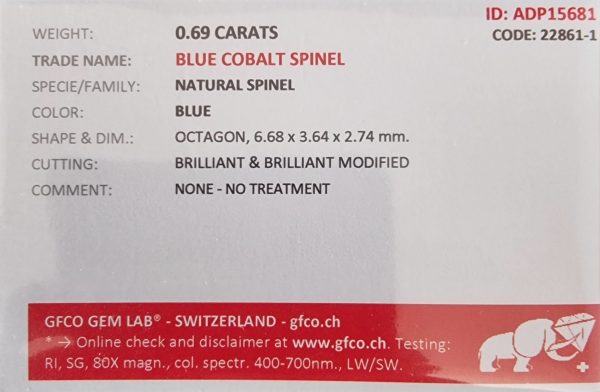 ID: ADP15681
WEIGHT: 0.69 CARATS
CODE: 22861-1
TRADE NAME: BLUE COBALT SPINEL
SPECIE/FAMILY: NATURAL SPINEL
COLOR: BLUE
SHAPE & DIM.: OCTAGON, 6.68 x 3.64 x 2.74 mm.
CUTTING: BRILLIANT & BRILLIANT MODIFIED
COMMENT: NONE - NO TREATMENT
GFCO GEM LAB® - SWITZERLAND - gfco.ch
* → Online check and disclaimer at www.gfco.ch. Testing:
RI, SG, 80X magn., col. spectr. 400-700nm., LW/SW.